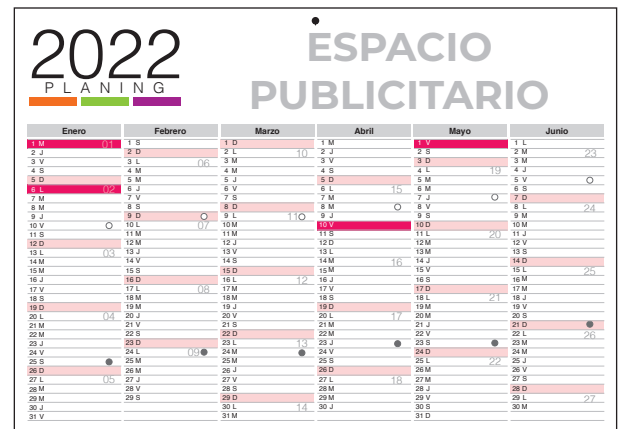 2022
PLANING
ESPACIO
PUBLICITARIO
Enero
1 M 01
2 J
3 V
4 S
5 D
6 L 02
7 M
8 M
9 J
10 V
11 S
12 D
13 L 03
14 M
15 M
16 J
17 V
18 S
19 D
20 L 04
21 M
22 M
23 J
24 V
25 S
26 D
27 L 05
28 M
29 M
30 J
31 V
Febrero
1 S
2 D
3 L 06
4 M
5 M
6 J
7 V
8 S
9 D
10 L 07
11 M
12 M
13 J
14 V
15 S
16 D
17 L 08
18 M
19 M
20 J
21 V
22 S
23 D
24 L 09
25 M
26 M
27 J
28 V
29 S
Marzo
1 D
2 L 10
3 M
4 M
5 J
6 V
7 S
8 D
9 L 11
10 M
11 M
12 J
13 V
14 S
15 D
16 L 12
17 M
18 M
19 J
20 V
21 S
22 D
23 L 13
24 M
25 M
26 J
27 V
28 S
29 D
30 L 14
31 M
Abril
1 M
2 J
3 V
4 S
5 D
6 L 15
7 M
8 M
9 J
10 V
11 S
12 D
13 L
14 M 16
15 M
16 J
17 V
18 S
19 D
20 L 17
21 M
22 M
23 J
24 V
25 S
26 D
27 L 18
28 M
29 M
30 J
Mayo
1 V
2 S
3 D
4 L 19
5 M
6 M
7 J
8 V
9 S
10 D
11 L 20
12 M
13 M
14 J
15 V
16 S
17 D
18 L 21
19 M
20 M
21 J
22 V
23 S
24 D
25 L 22
26 M
27 M
28 J
29 V
30 S
31 D
Junio
1 L
2 M 23
3 M
4 J
5 V
6 S
7 D
8 L 24
9 M
10 M
11 J
12 V
13 S
14 D
15 L 25
16 M
17 M
18 J
19 V
20 S
21 D
22 L 26
23 M
24 M
25 J
26 V
27 S
28 D
29 L 27
30 M